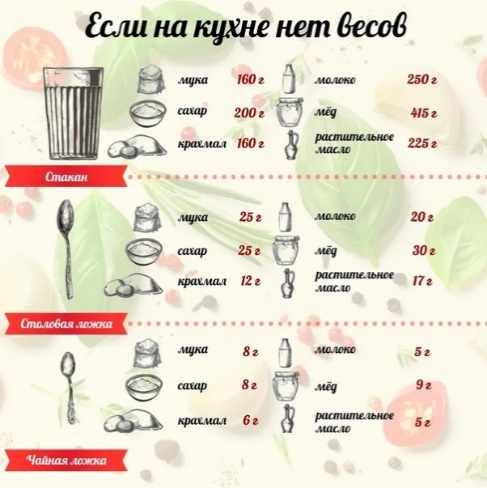 Если на кухне нет весов
мука 160 г молоко 250 г
сахар 200 г мёд 415 г
крахмал 160 г растительное масло 225 г
Стакан
мука 25 г молоко 20 г
сахар 25 г мёд 30 г
крахмал 12 г растительное масло 17 г
Столовая ложка
мука 8 г молоко 5 г
сахар 8 г мёд 9 г
крахмал 6 г растительное масло 5 г
Чайная ложка